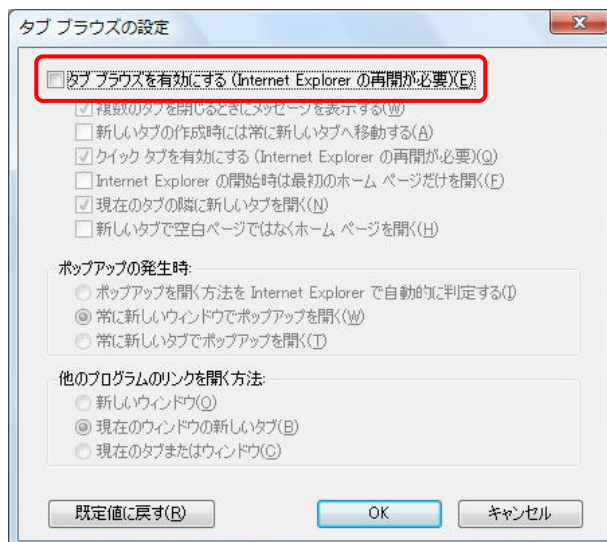 タブ ブラウズの設定
タブ ブラウズを有効にする (Internet Explorer の再開が必要)(E)
複数のタブを閉じるときにメッセージを表示する(W)
新しいタブの作成時には常に新しいタブへ移動する(A)
クイック タブを有効にする (Internet Explorer の再開が必要)(Q)
Internet Explorer の開始時は最初のホーム ページだけを開く(F)
現在のタブの隣に新しいタブを開く(N)
新しいタブで空白ページではなくホーム ページを開く(H)
ポップアップの発生時:
ポップアップを開く方法を Internet Explorer で自動的に判定する(I)
常に新しいウィンドウでポップアップを開く(W)
常に新しいタブでポップアップを開く(T)
他のプログラムのリンクを開く方法:
新しいウィンドウ(O)
現在のウィンドウの新しいタブ(B)
現在のタブまたはウィンドウ(C)
既定値に戻す(R) OK キャンセル